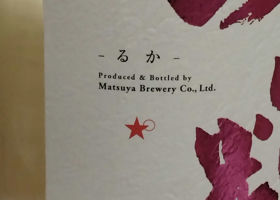 - るか -
Produced & Bottled by
Matsuya Brewery Co., Ltd.